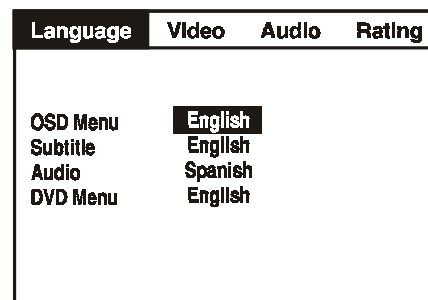 Language Video Audio Rating
OSD Menu English
Subtitle English
Audio Spanish
DVD Menu English